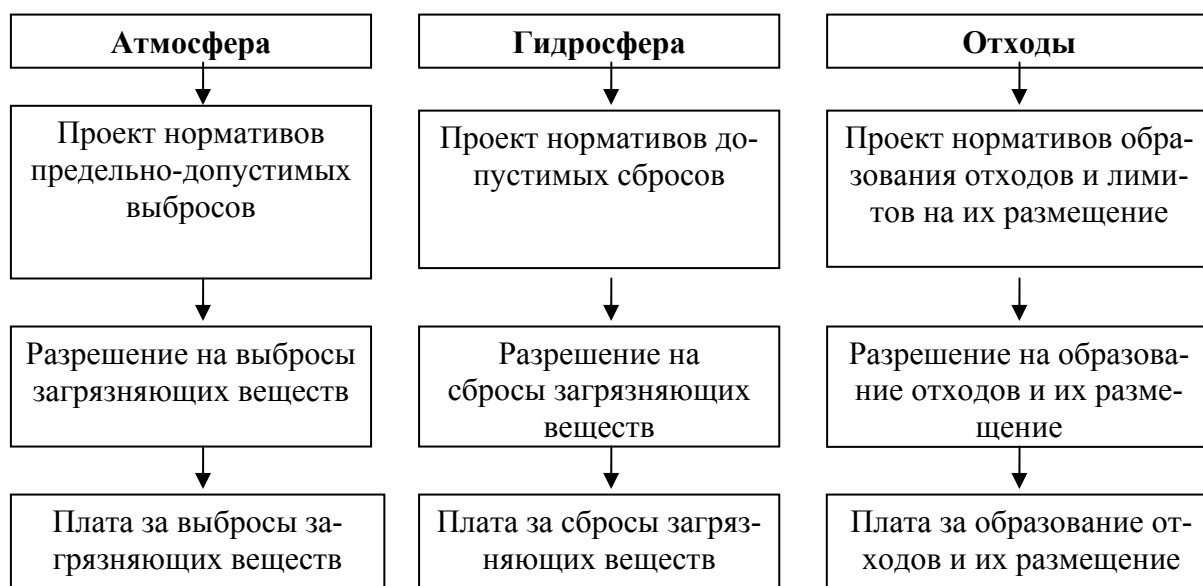 Атмосфера
Гидросфера
Отходы
Проект нормативов
предельно-допустимых
выбросов
Проект нормативов до-
пустимых сбросов
Проект нормативов обра-
зования отходов и лими-
тов на их размещение
Разрешение на выбросы
загрязняющих веществ
Разрешение на
сбросы загрязняющих
веществ
Разрешение на образова-
ние отходов и их разме-
щение
Плата за выбросы за-
грязняющих веществ
Плата за сбросы загряз-
няющих веществ
Плата за образование от-
ходов и их размещение